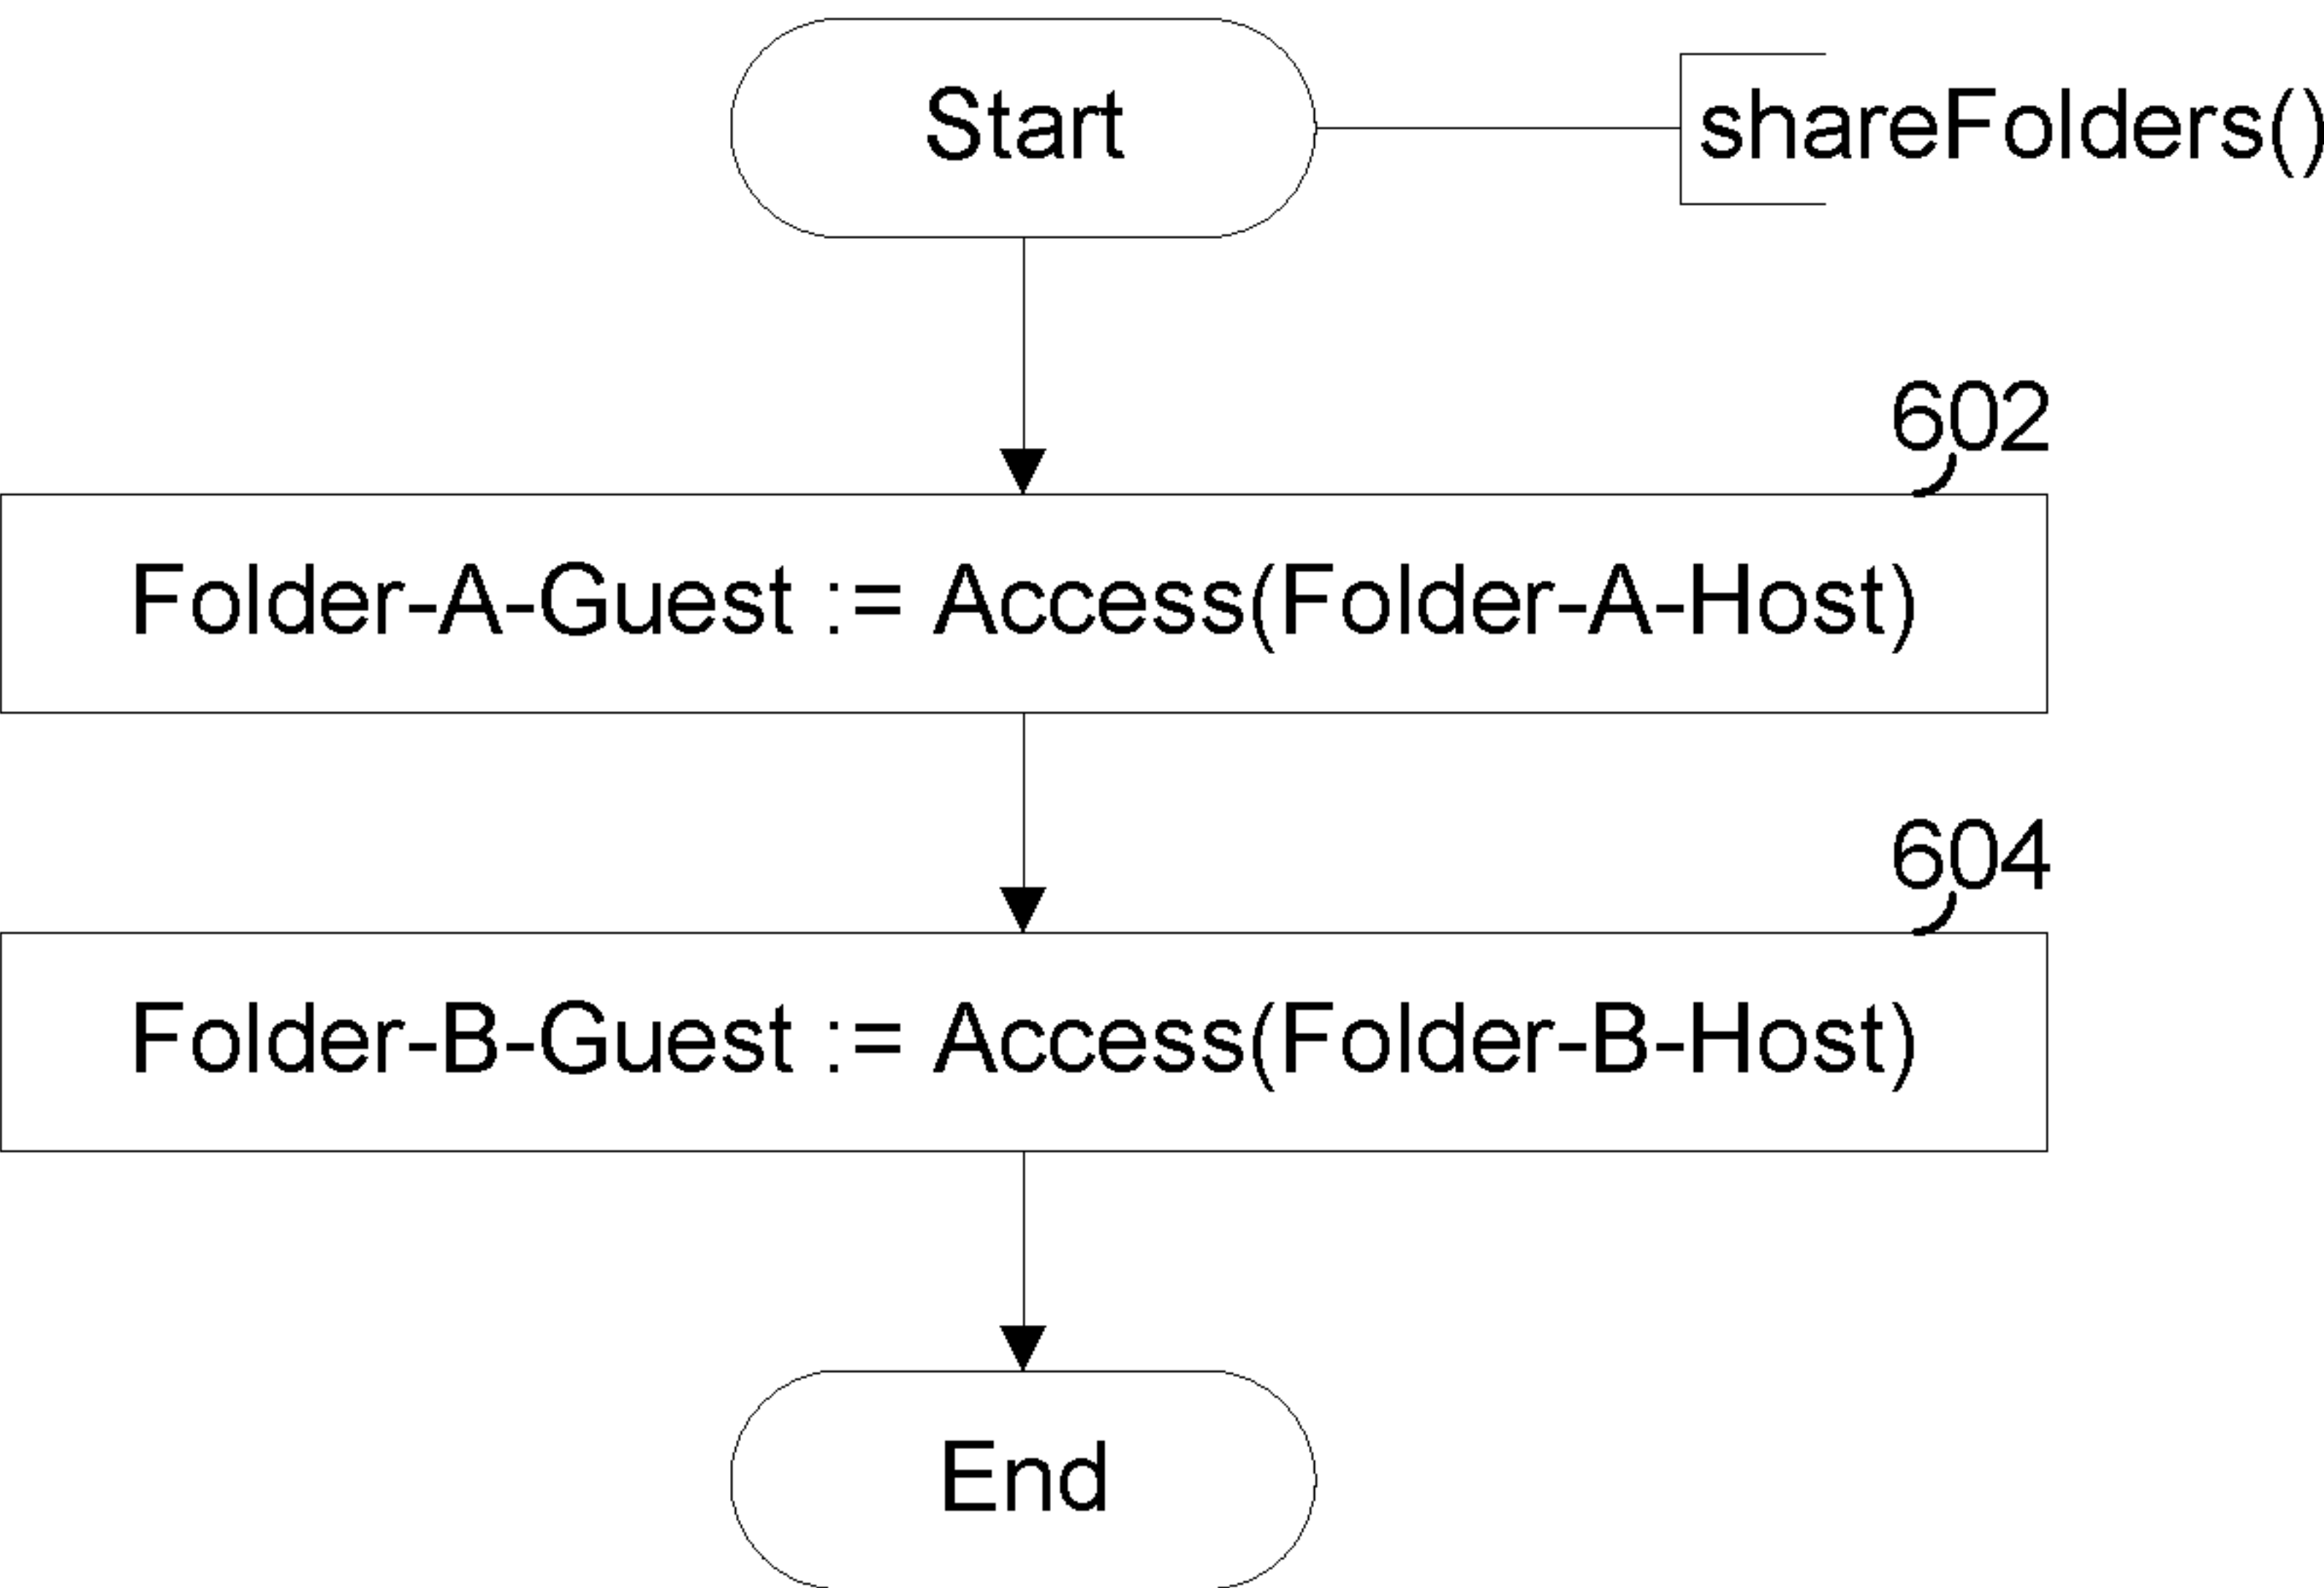 Start
shareFolders()
602
Folder-A-Guest := Access(Folder-A-Host)
604
Folder-B-Guest := Access(Folder-B-Host)
End